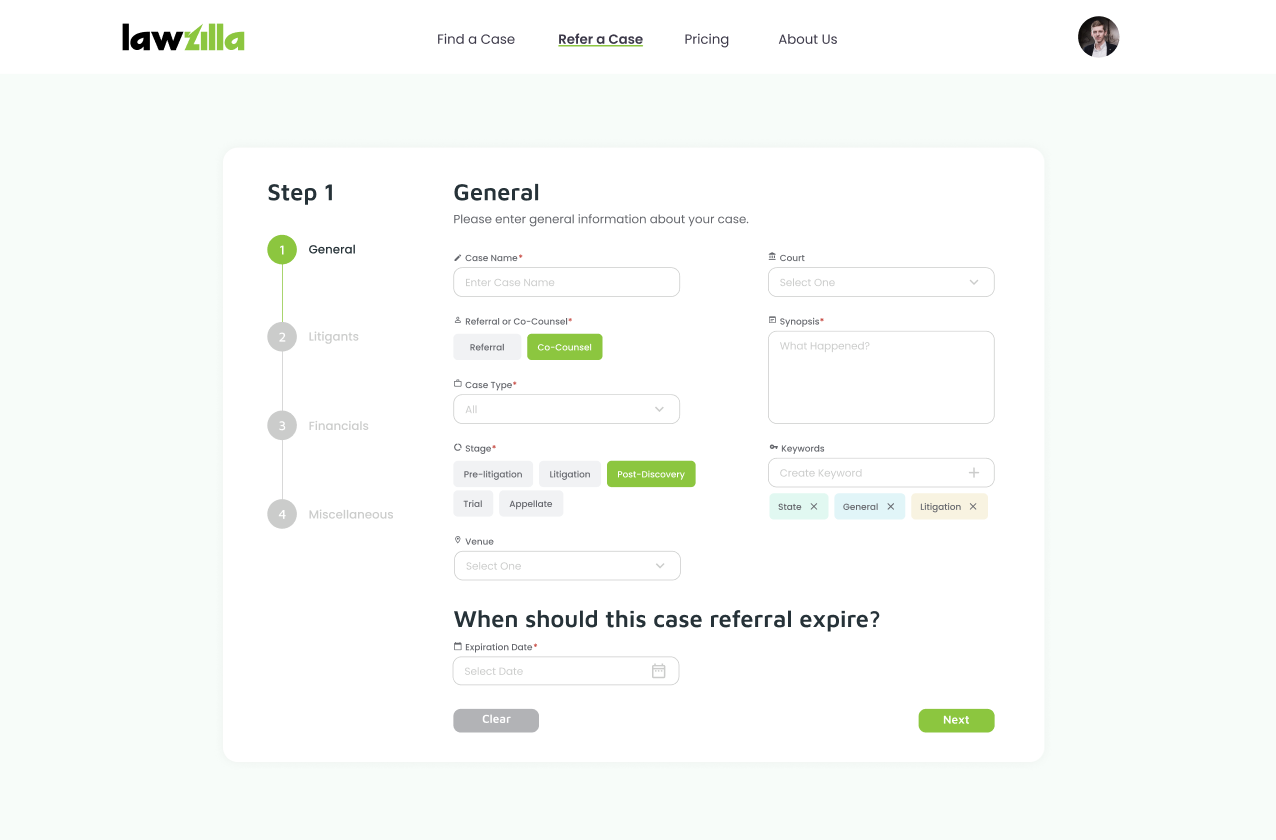 lawzilla
Find a Case
Refer a Case
Pricing
About Us
Step 1
1 General
2 Litigants
3 Financials
4 Miscellaneous
General
Please enter general information about your case.
Case Name*
Enter Case Name
Referral or Co-Counsel*
Referral Co-Counsel
Case Type*
All
Stage*
Pre-litigation Litigation Post-Discovery
Trial Appellate
Venue
Select One
Court
Select One
Synopsis*
What Happened?
Keywords
Create Keyword
State General Litigation
When should this case referral expire?
Expiration Date*
Select Date
Clear
Next